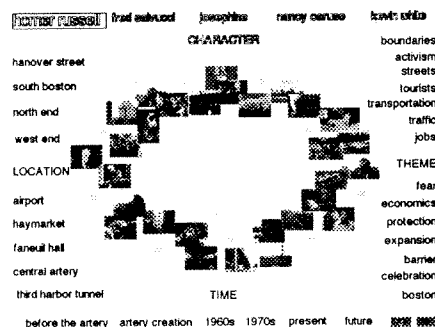 homer russell fred salvucci josephine nancy caruso kevin white
CHARACTER
boundaries
activism
hanover street
streets
south boston
tourists
transportation
north end
traffic
west end
jobs
LOCATION
THEME
fear
airport
economics
haymarket
protection
faneuil hall
expansion
barrier
central artery
celebration
third harbor tunnel TIME boston
before the artery artery creation 1960s 1970s present future